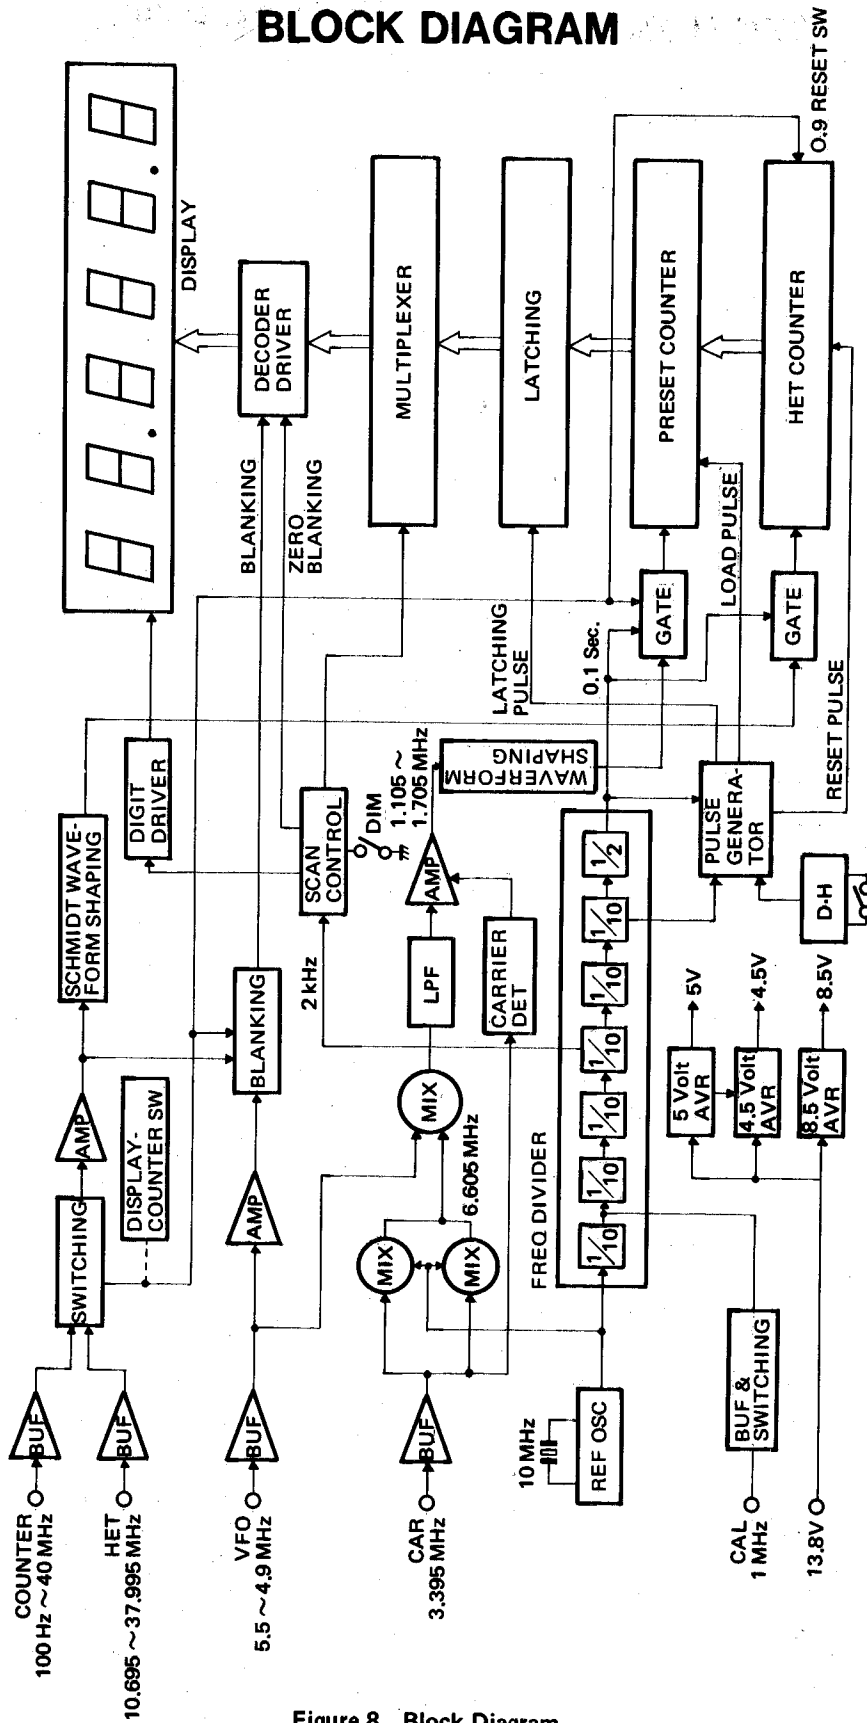 BLOCK DIAGRAM
COUNTER
100 Hz ~ 40 MHz
HET
10.695 ~ 37.995 MHz
VFO
5.5 ~ 4.9 MHz
CAR
3.395 MHz
CAL
1 MHz
13.8V
BUF
BUF
BUF
BUF
10 MHz
REF OSC
BUF &
SWITCHING
SWITCHING
AMP
DISPLAY-
COUNTER SW
AMP
MIX
MIX
6.605 MHz
MIX
FREQ DIVIDER
1/10
1/10
1/10
1/10
1/10
1/10
1/2
5 Volt
AVR
5V
4.5 Volt
AVR
4.5V
8.5 Volt
AVR
8.5V
SCHMIDT WAVE-
FORM SHAPING
BLANKING
LPF
CARRIER
DET
2 kHz
AMP
1.105 ~
1.705 MHz
DIGIT
DRIVER
SCAN
CONTROL
DIM
WAVEFORM
SHAPING
PULSE
GENERA-
TOR
D-H
LATCHING
PULSE
0.1 Sec.
GATE
GATE
LOAD PULSE
RESET PULSE
BLANKING
ZERO
BLANKING
DISPLAY
DECODER
DRIVER
MULTIPLEXER
LATCHING
PRESET COUNTER
HET COUNTER
0.9 RESET SW
Figure 8 Block Diagram